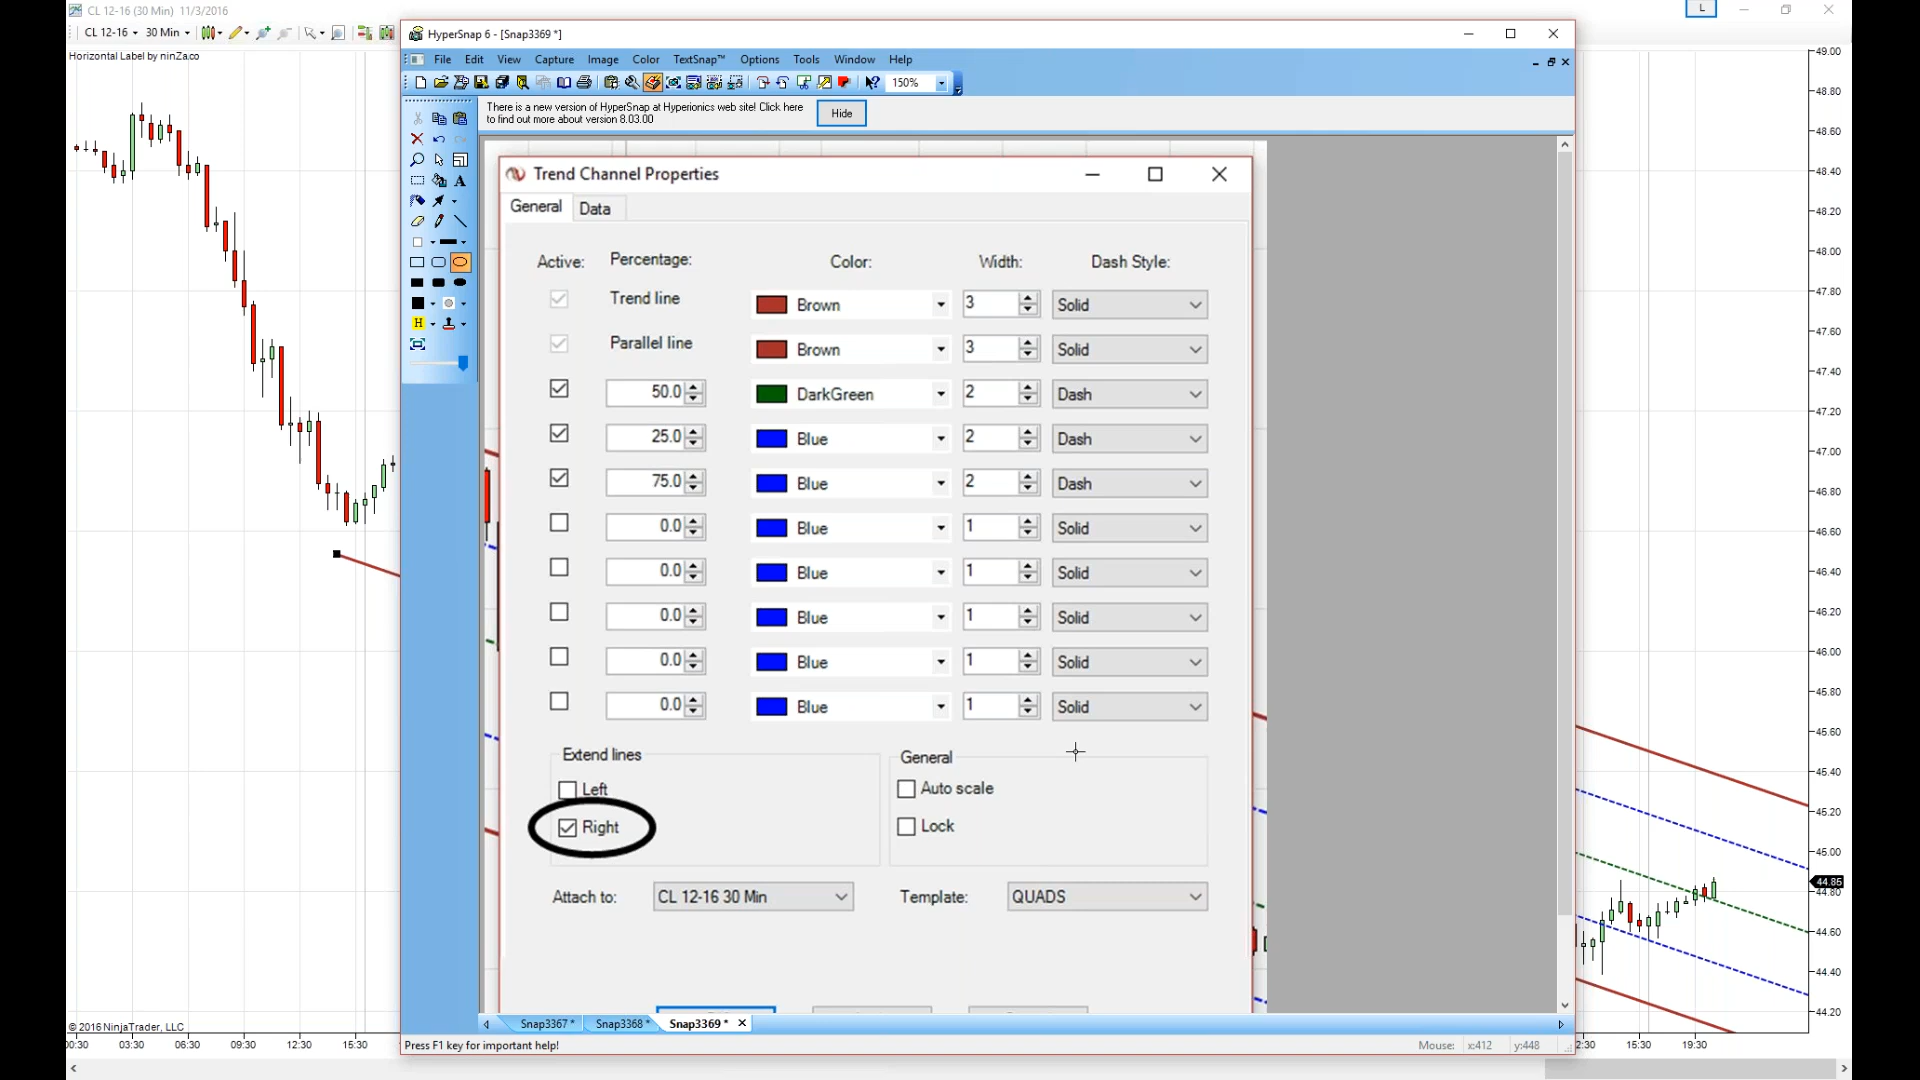 CL 12-16 (30 Min) 11/3/2016
L
CL 12-16 30 Min
Horizontal Label by ninZa.co
HyperSnap 6 - [Snap3369 *]
File Edit View Capture Image Color TextSnap™ Options Tools Window Help
150%
There is a new version of HyperSnap at Hyperionics web site! Click here
to find out more about version 8.03.00
Hide
A
H
Trend Channel Properties
General Data
Active: Percentage: Color: Width: Dash Style:
Trend line Brown 3 Solid
Parallel line Brown 3 Solid
50.0 DarkGreen 2 Dash
25.0 Blue 2 Dash
75.0 Blue 2 Dash
0.0 Blue 1 Solid
0.0 Blue 1 Solid
0.0 Blue 1 Solid
0.0 Blue 1 Solid
0.0 Blue 1 Solid
Extend lines General
Left Auto scale
Right Lock
Attach to: CL 12-16 30 Min Template: QUADS
Snap3367 * Snap3368 * Snap3369 *
Press F1 key for important help!
Mouse: x:412 y:448
© 2016 NinjaTrader, LLC
00:30 03:30 06:30 09:30 12:30 15:30
2:30 15:30 19:30
49.00
48.80
48.60
48.40
48.20
48.00
47.80
47.60
47.40
47.20
47.00
46.80
46.60
46.40
46.20
46.00
45.80
45.60
45.40
45.20
45.00
44.85
44.80
44.60
44.40
44.20